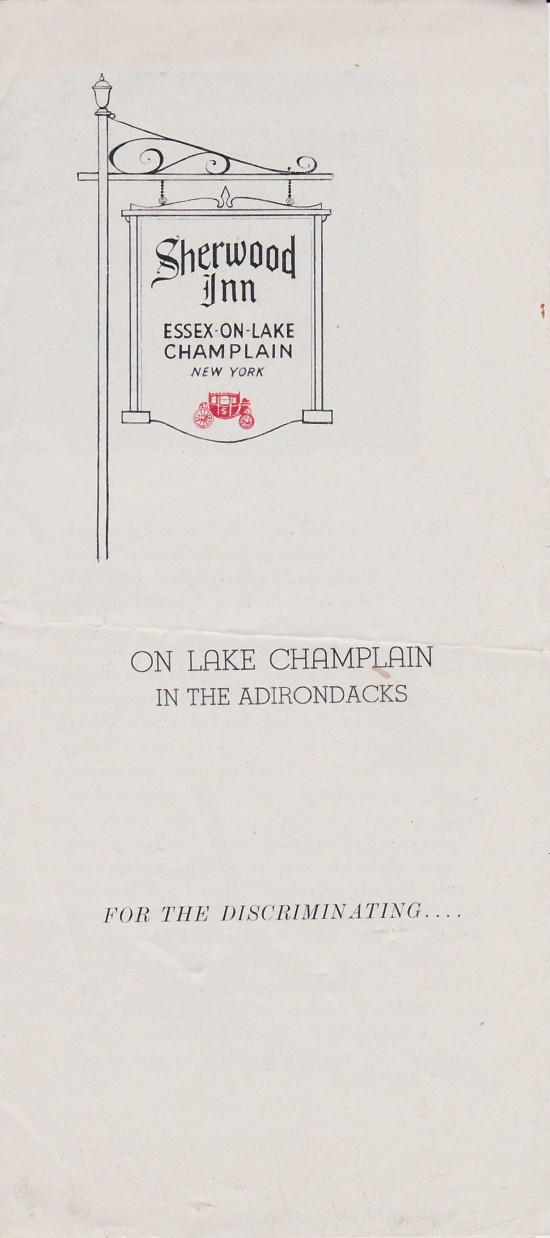 Sherwood
Inn
ESSEX-ON-LAKE
CHAMPLAIN
NEW YORK
S
ON LAKE CHAMPLAIN
IN THE ADIRONDACKS
FOR THE DISCRIMINATING....